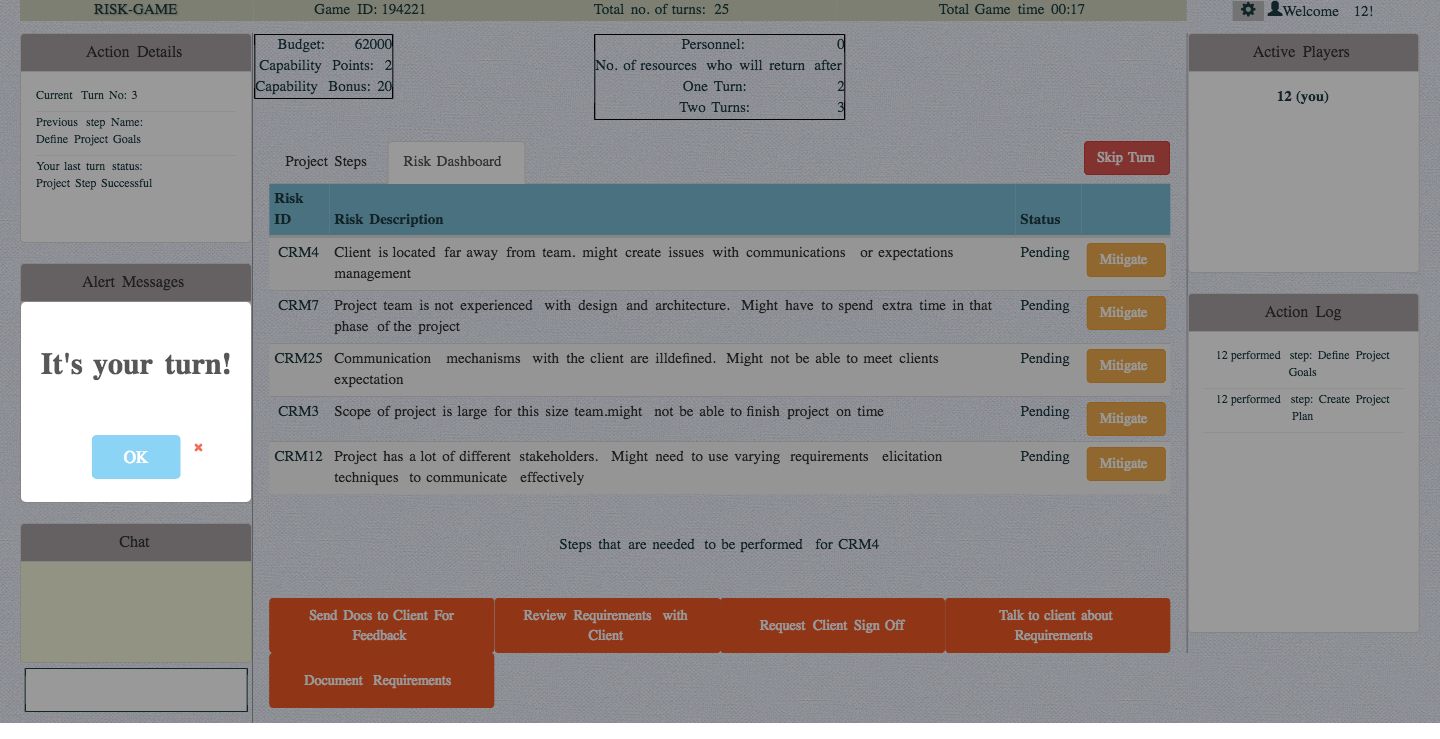 RISK-GAME
Game ID: 194221
Total no. of turns: 25
Total Game time 00:17
Welcome 12!
Action Details
Current Turn No: 3
Previous step Name:
Define Project Goals
Your last turn status:
Project Step Successful
Alert Messages
It's your turn!
OK
Chat
Budget: 62000
Capability Points: 2
Capability Bonus: 20
Personnel: 0
No. of resources who will return after
One Turn: 2
Two Turns: 3
Project Steps
Risk Dashboard
Skip Turn
Risk
ID
Risk Description
Status
CRM4 Client is located far away from team. might create issues with communications or expectations Pending Mitigate
management
CRM7 Project team is not experienced with design and architecture. Might have to spend extra time in that Pending Mitigate
phase of the project
CRM25 Communication mechanisms with the client are illdefined. Might not be able to meet clients Pending Mitigate
expectation
CRM3 Scope of project is large for this size team.might not be able to finish project on time Pending Mitigate
CRM12 Project has a lot of different stakeholders. Might need to use varying requirements elicitation Pending Mitigate
techniques to communicate effectively
Steps that are needed to be performed for CRM4
Send Docs to Client For
Feedback
Review Requirements with
Client
Request Client Sign Off
Talk to client about
Requirements
Document Requirements
Active Players
12 (you)
Action Log
12 performed step: Define Project
Goals
12 performed step: Create Project
Plan